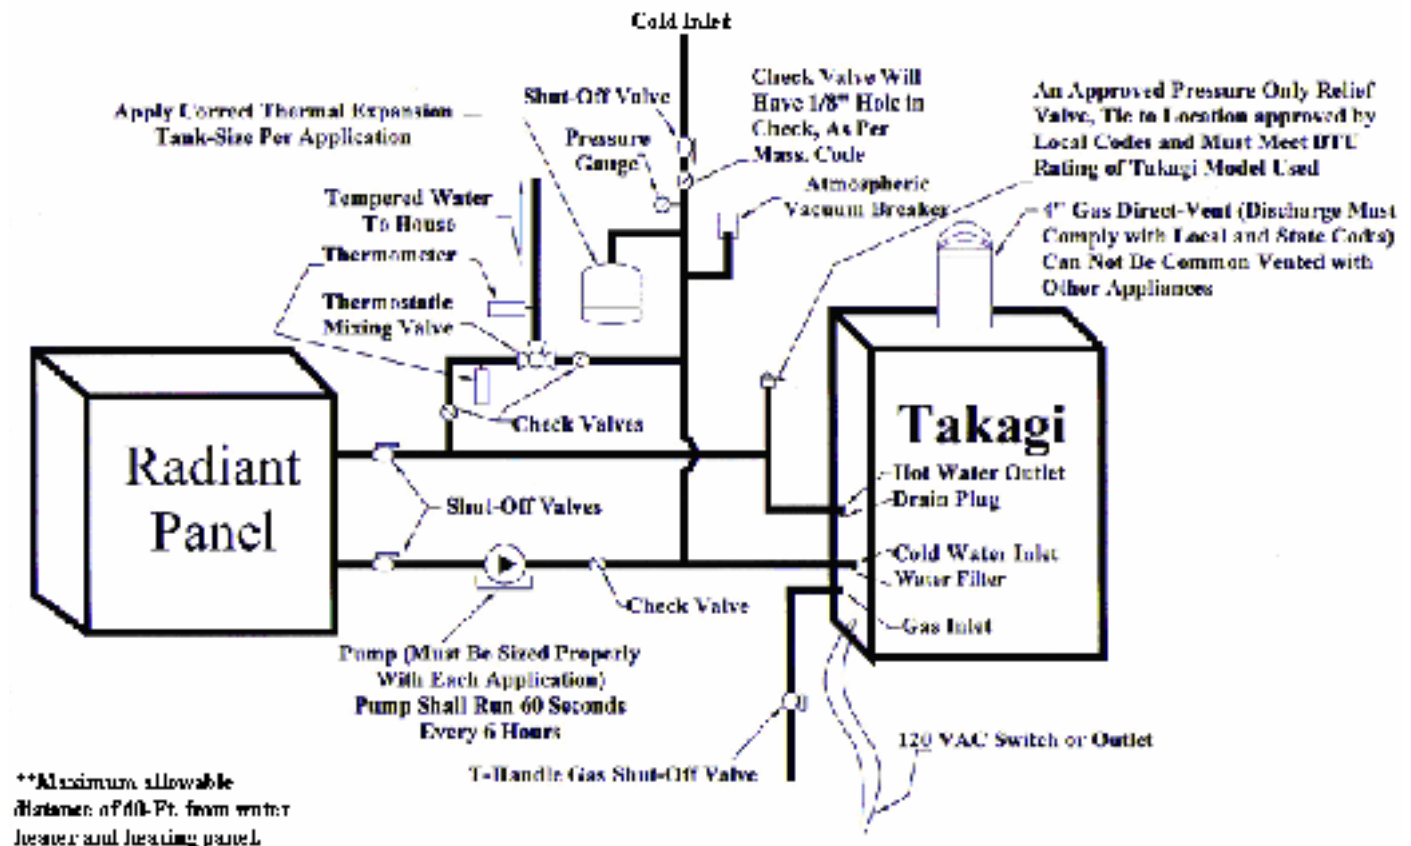 Cold Inlet
Apply Correct Thermal Expansion
Tank-Size Per Application
Shut-Off Valve
Pressure
Gauge
Check Valve Will
Have 1/8" Hole in
Check, As Per
Mass. Code
An Approved Pressure Only Relief
Valve, Tie to Location approved by
Local Codes and Must Meet BTU
Rating of Takagi Model Used
Atmospheric
Vacuum Breaker
Tempered Water
To House
Thermometer
Thermostatic
Mixing Valve
4" Gas Direct-Vent (Discharge Must
Comply with Local and State Codes)
Can Not Be Common Vented with
Other Appliances
Check Valves
Radiant
Panel
Takagi
Hot Water Outlet
Drain Plug
Shut-Off Valves
Cold Water Inlet
Water Filter
Check Valve
Gas Inlet
Pump (Must Be Sized Properly
With Each Application)
Pump Shall Run 60 Seconds
Every 6 Hours
T-Handle Gas Shut-Off Valve
120 VAC Switch or Outlet
**Maximum allowable
distance of Ft. from water
heater and heating panel.